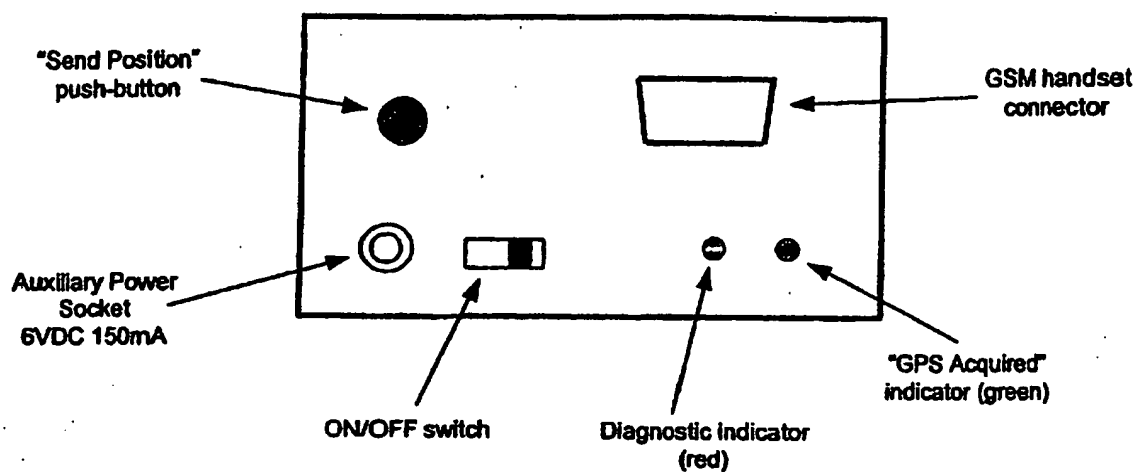 "Send Position"
push-button
GSM handset
connector
Auxiliary Power
Socket
6VDC 150mA
"GPS Acquired"
indicator (green)
ON/OFF switch
Diagnostic indicator
(red)